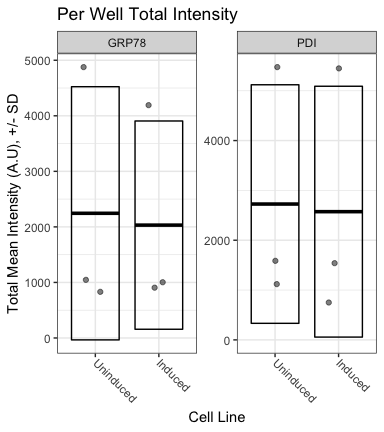 Per Well Total Intensity
GRP78
PDI
Total Mean Intensity (A.U), +/- SD
5000
4000
3000
2000
1000
0
4000
2000
0
Uninduced
Induced
Uninduced
Induced
Cell Line